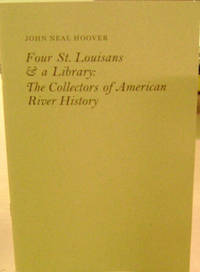 JOHN NEAL HOOVER
Four St. Louisans
& a Library:
The Collectors of American
River History